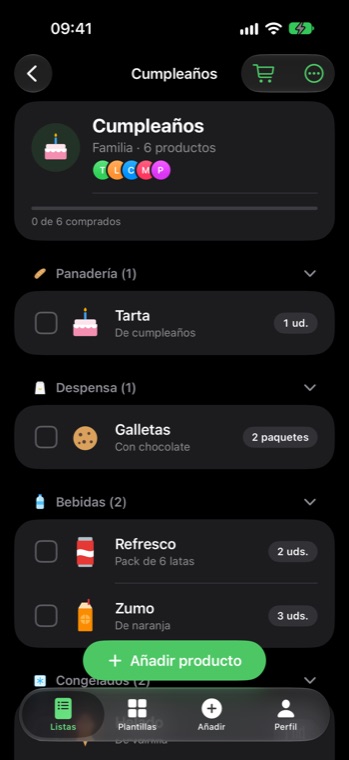 09:41
Cumpleaños
Cumpleaños
Familia · 6 productos
T L C M P
0 de 6 comprados
Panadería (1)
Tarta
De cumpleaños
1 ud.
Despensa (1)
Galletas
Con chocolate
2 paquetes
Bebidas (2)
Refresco
Pack de 6 latas
2 uds.
Zumo
De naranja
3 uds.
Añadir producto
Congelados (2)
De vainilla
Listas
Plantillas
Añadir
Perfil